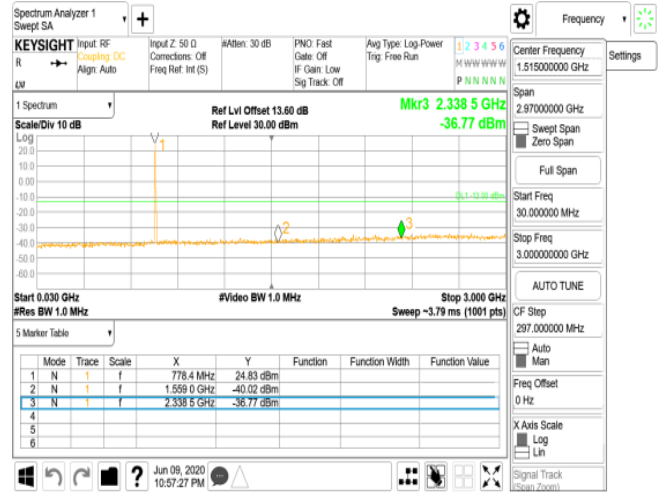 Spectrum Analyzer 1
Swept SA
Frequency
KEYSIGHT Input: RF Input Z: 50 Ω #Atten: 30 dB PNO: Fast Avg Type: Log-Power 1 2 3 4 5 6
R Coupling: DC Corrections: Off Gate: Off Trig: Free Run M W W W W W
Align: Auto Freq Ref: Int (S) IF Gain: Low
Sig Track: Off P N N N N N
LXI
1 Spectrum
Ref Lvl Offset 13.60 dB
Mkr3 2.338 5 GHz
Scale/Div 10 dB
Ref Level 30.00 dBm
-36.77 dBm
Log
1
20.0
10.0
0.00
-10.0
DL1 -13.00 dBm
-20.0
-30.0
2
3
-40.0
-50.0
-60.0
Start 0.030 GHz #Video BW 1.0 MHz Stop 3.000 GHz
#Res BW 1.0 MHz Sweep ~3.79 ms (1001 pts)
5 Marker Table
Mode Trace Scale X Y Function Function Width Function Value
1 N 1 f 778.4 MHz 24.83 dBm
2 N 1 f 1.559 0 GHz -40.02 dBm
3 N 1 f 2.338 5 GHz -36.77 dBm
4
5
6
Jun 09, 2020
10:57:27 PM
Settings
Center Frequency
1.515000000 GHz
Span
2.97000000 GHz
Swept Span
Zero Span
Full Span
Start Freq
30.000000 MHz
Stop Freq
3.000000000 GHz
AUTO TUNE
CF Step
297.000000 MHz
Auto
Man
Freq Offset
0 Hz
X Axis Scale
Log
Lin
Signal Track
(Span Zoom)